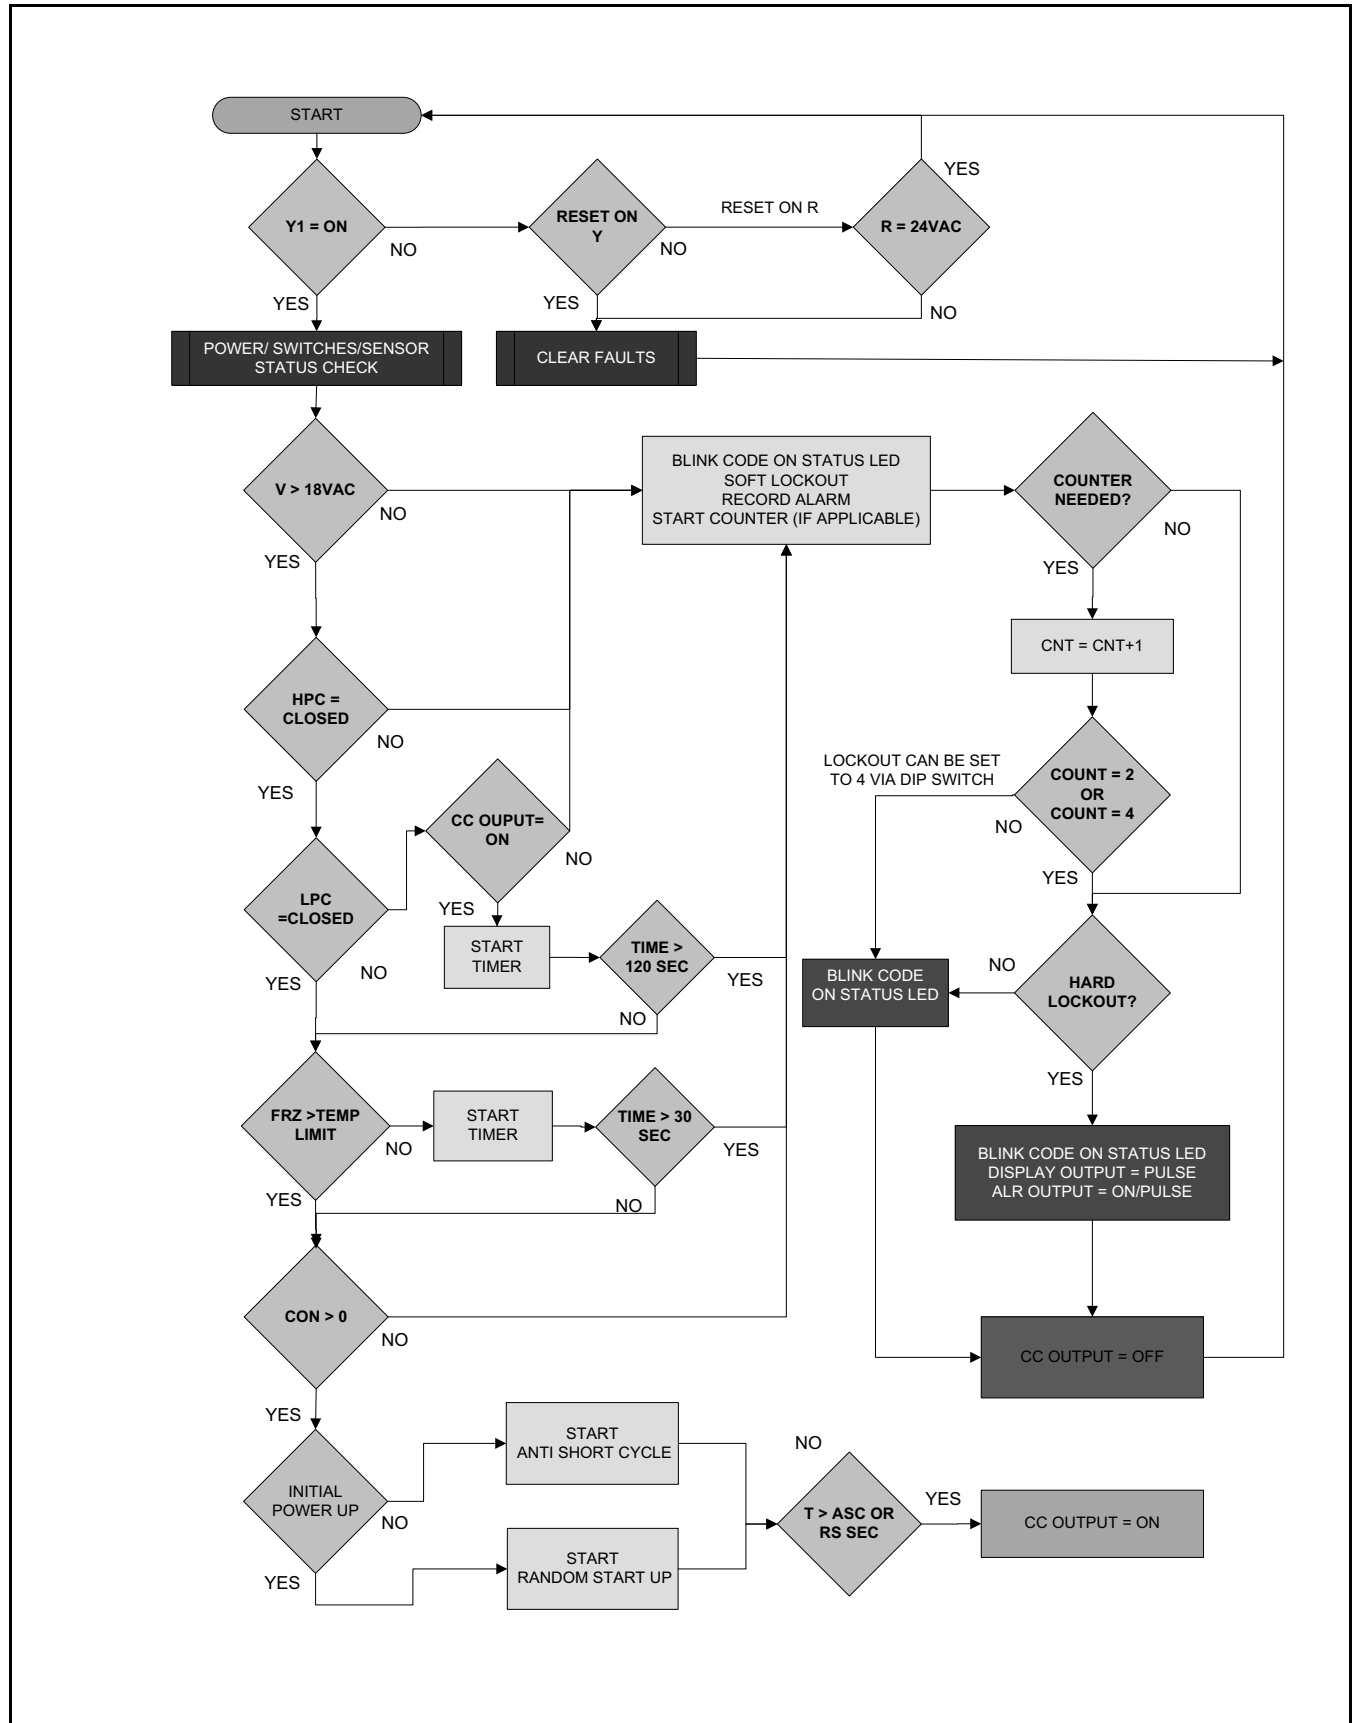 START
Y1 = ON
NO
YES
RESET ON
Y
NO
YES
RESET ON R
R = 24VAC
YES
NO
POWER/ SWITCHES/SENSOR
STATUS CHECK
CLEAR FAULTS
V > 18VAC
NO
YES
BLINK CODE ON STATUS LED
SOFT LOCKOUT
RECORD ALARM
START COUNTER (IF APPLICABLE)
COUNTER
NEEDED?
NO
YES
CNT = CNT+1
HPC =
CLOSED
NO
YES
LOCKOUT CAN BE SET
TO 4 VIA DIP SWITCH
COUNT = 2
OR
COUNT = 4
NO
YES
CC OUPUT=
ON
NO
YES
LPC
=CLOSED
NO
YES
START
TIMER
TIME >
120 SEC
YES
NO
BLINK CODE
ON STATUS LED
NO
HARD
LOCKOUT?
YES
FRZ >TEMP
LIMIT
NO
YES
START
TIMER
TIME > 30
SEC
YES
NO
BLINK CODE ON STATUS LED
DISPLAY OUTPUT = PULSE
ALR OUTPUT = ON/PULSE
CON > 0
NO
YES
CC OUTPUT = OFF
INITIAL
POWER UP
NO
YES
START
ANTI SHORT CYCLE
START
RANDOM START UP
NO
T > ASC OR
RS SEC
YES
CC OUTPUT = ON